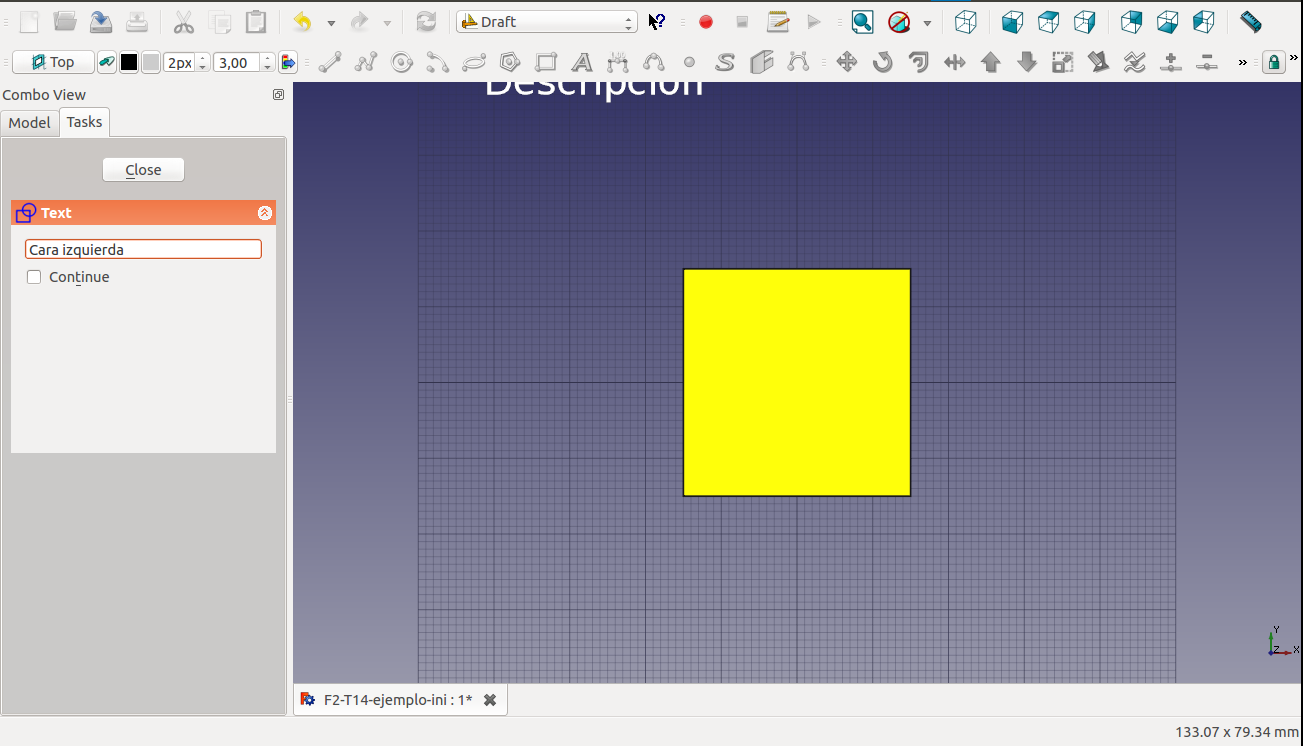 Draft
Top
2px
3,00
Combo View
Model
Tasks
Close
Text
Cara izquierda
Continue
Descripción
Y
Z
X
F2-T14-ejemplo-ini : 1*
133.07 x 79.34 mm